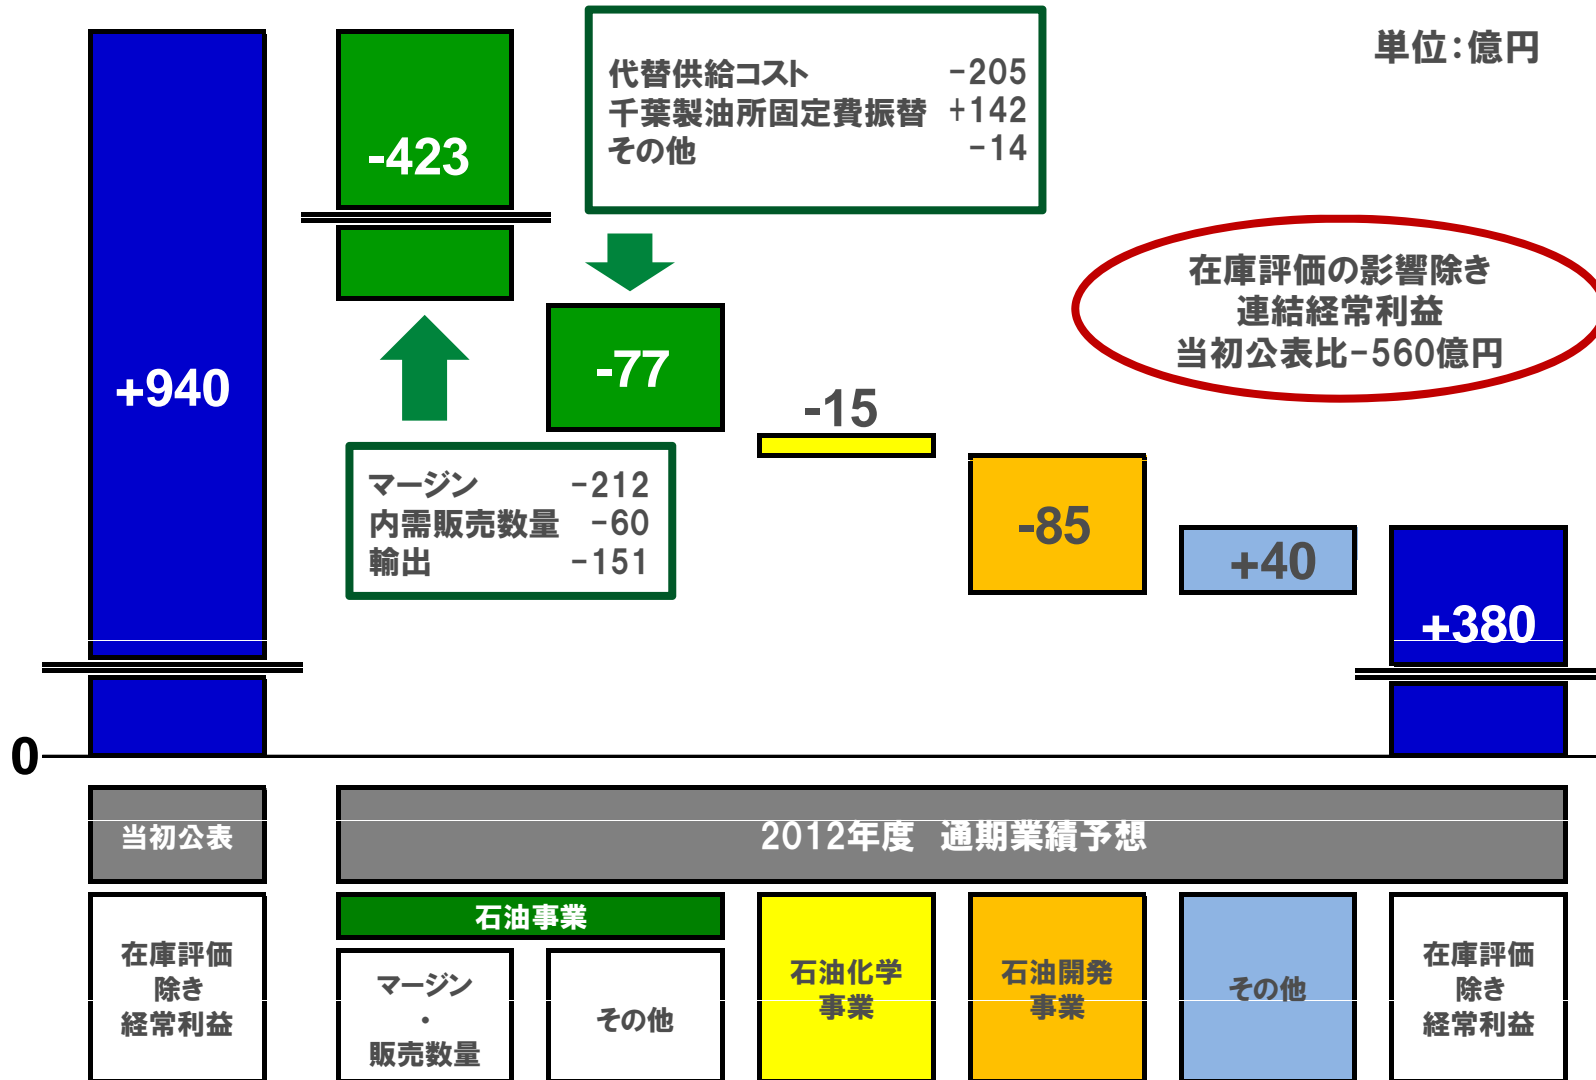 単位:億円
代替供給コスト -205
千葉製油所固定費振替 +142
その他 -14
-423
在庫評価の影響除き
連結経常利益
当初公表比-560億円
+940
-77
-15
マージン -212
内需販売数量 -60
輸出 -151
-85
+40
+380
0
当初公表
2012年度 通期業績予想
石油事業
在庫評価
除き
経常利益
マージン
・
販売数量
その他
石油化学
事業
石油開発
事業
その他
在庫評価
除き
経常利益